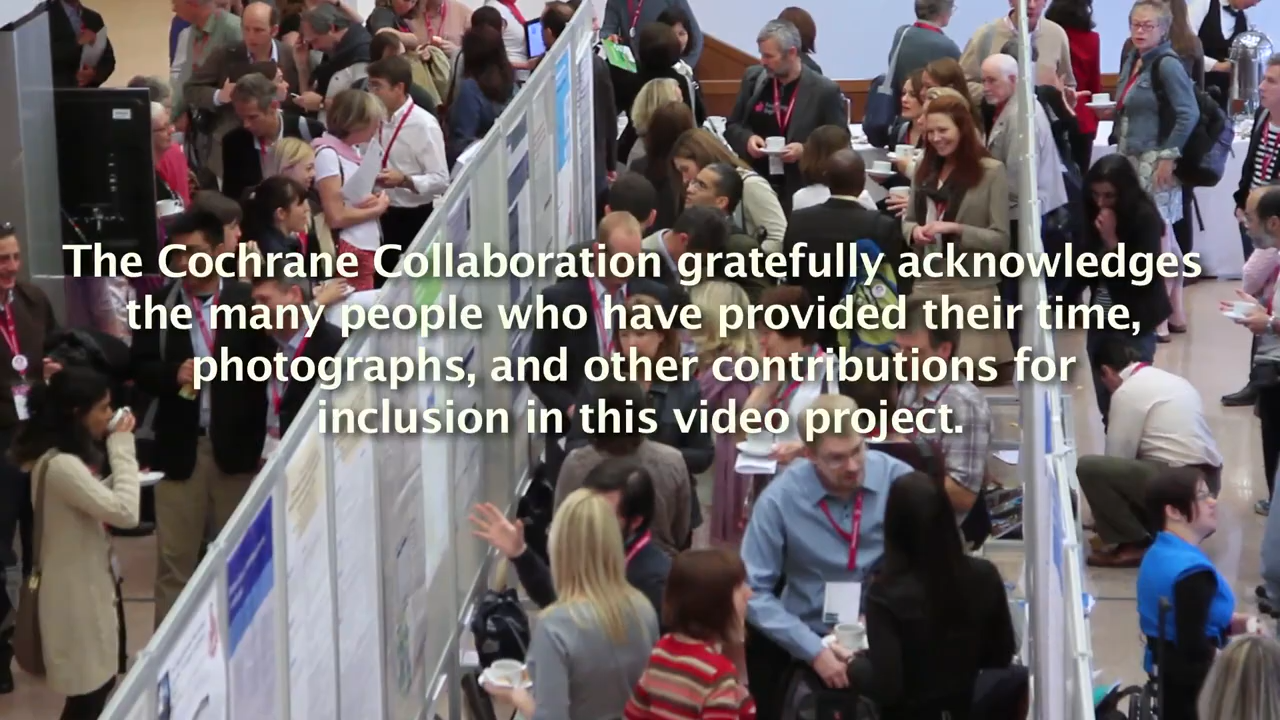 The Cochrane Collaboration gratefully acknowledges
the many people who have provided their time,
photographs, and other contributions for
inclusion in this video project.